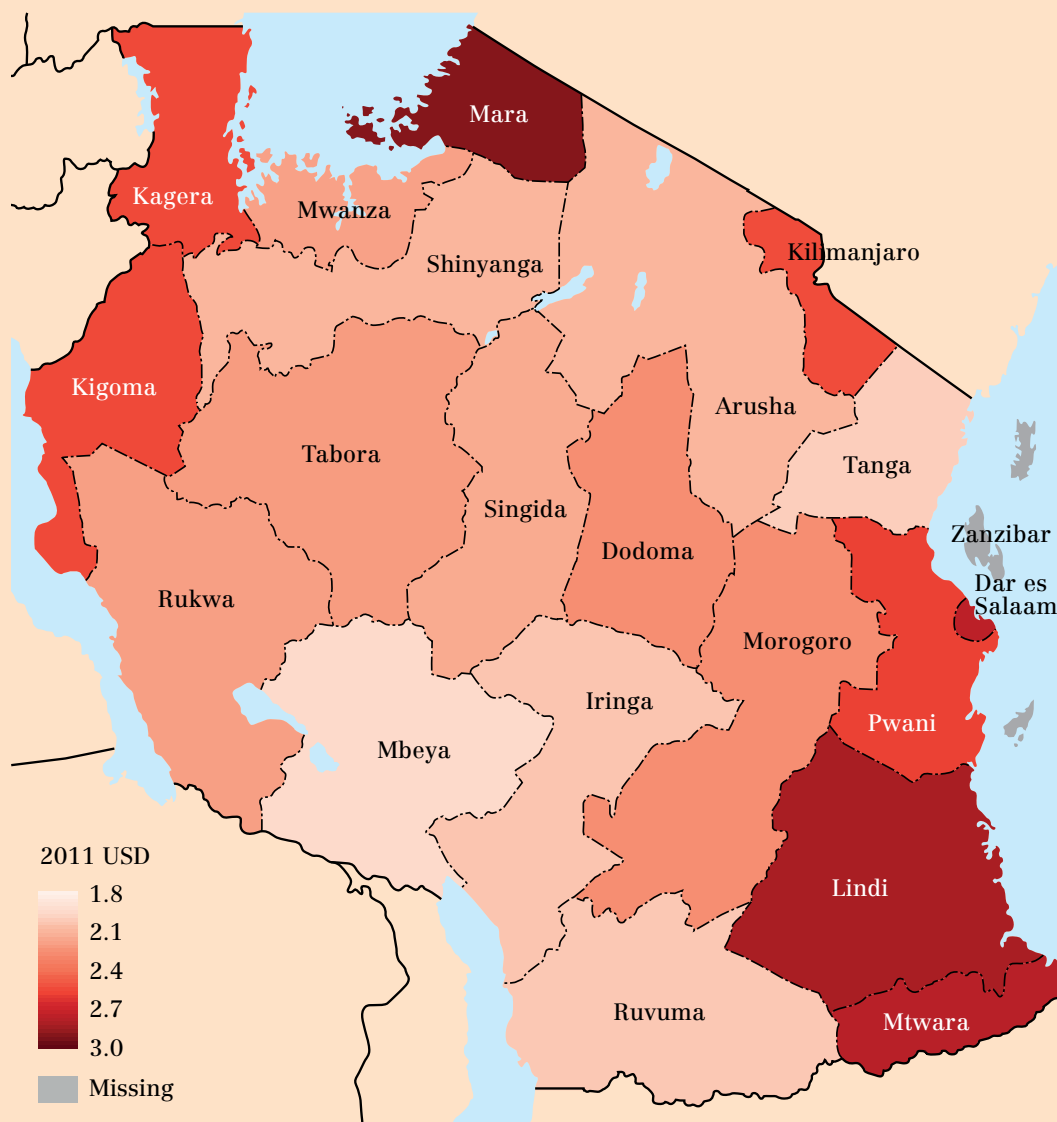 Mara
Kagera
Mwanza
Kilimanjaro
Shinyanga
Kigoma
Arusha
Tabora
Tanga
Singida
Zanzibar
Dodoma
Dar es
Salaam
Rukwa
Morogoro
Iringa
Pwani
Mbeya
2011 USD
1.8
2.1
2.4
2.7
3.0
Missing
Lindi
Ruvuma
Mtwara